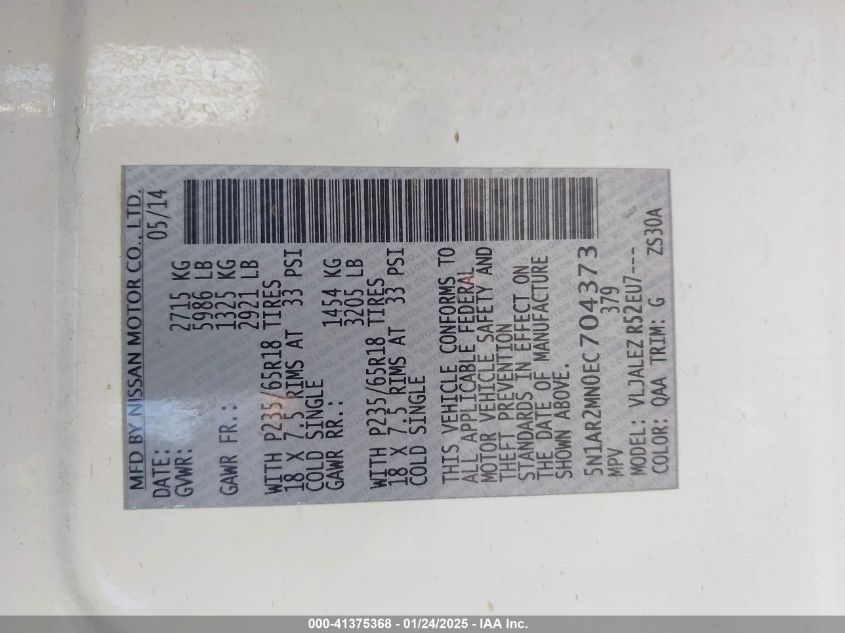 MFD BY NISSAN MOTOR CO., LTD.
DATE: 05/14
GVWR: 2715 KG
5986 LB
GAWR FR.: 1325 KG
2921 LB
WITH P235/65R18 TIRES
18 X 7.5 RIMS AT 33 PSI
COLD SINGLE
GAWR RR.: 1454 KG
3205 LB
WITH P235/65R18 TIRES
18 X 7.5 RIMS AT 33 PSI
COLD SINGLE
THIS VEHICLE CONFORMS TO
ALL APPLICABLE FEDERAL
MOTOR VEHICLE SAFETY AND
THEFT PREVENTION
STANDARDS IN EFFECT ON
THE DATE OF MANUFACTURE
SHOWN ABOVE.
5N1AR2MN0EC704373
MPV 379
MODEL: VLJALEZ R52EU7---
COLOR: QAA TRIM: G ZS30A
000-41375368 - 01/24/2025 - IAA Inc.